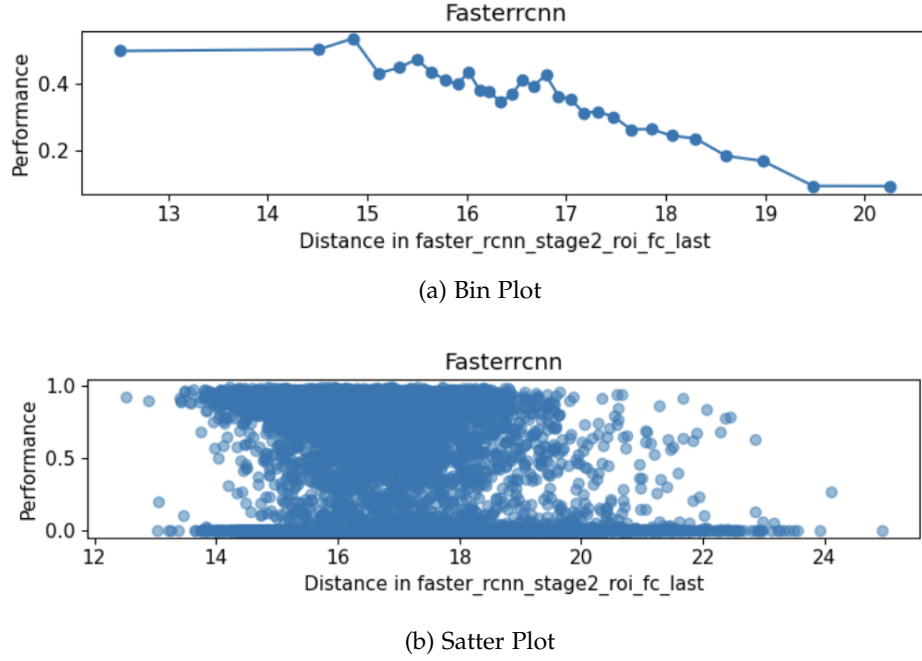 Fasterrcnn
Performance
0.4
0.2
13 14 15 16 17 18 19 20
Distance in faster_rcnn_stage2_roi_fc_last
(a) Bin Plot
Fasterrcnn
Performance
1.0
0.5
0.0
12 14 16 18 20 22 24
Distance in faster_rcnn_stage2_roi_fc_last
(b) Satter Plot